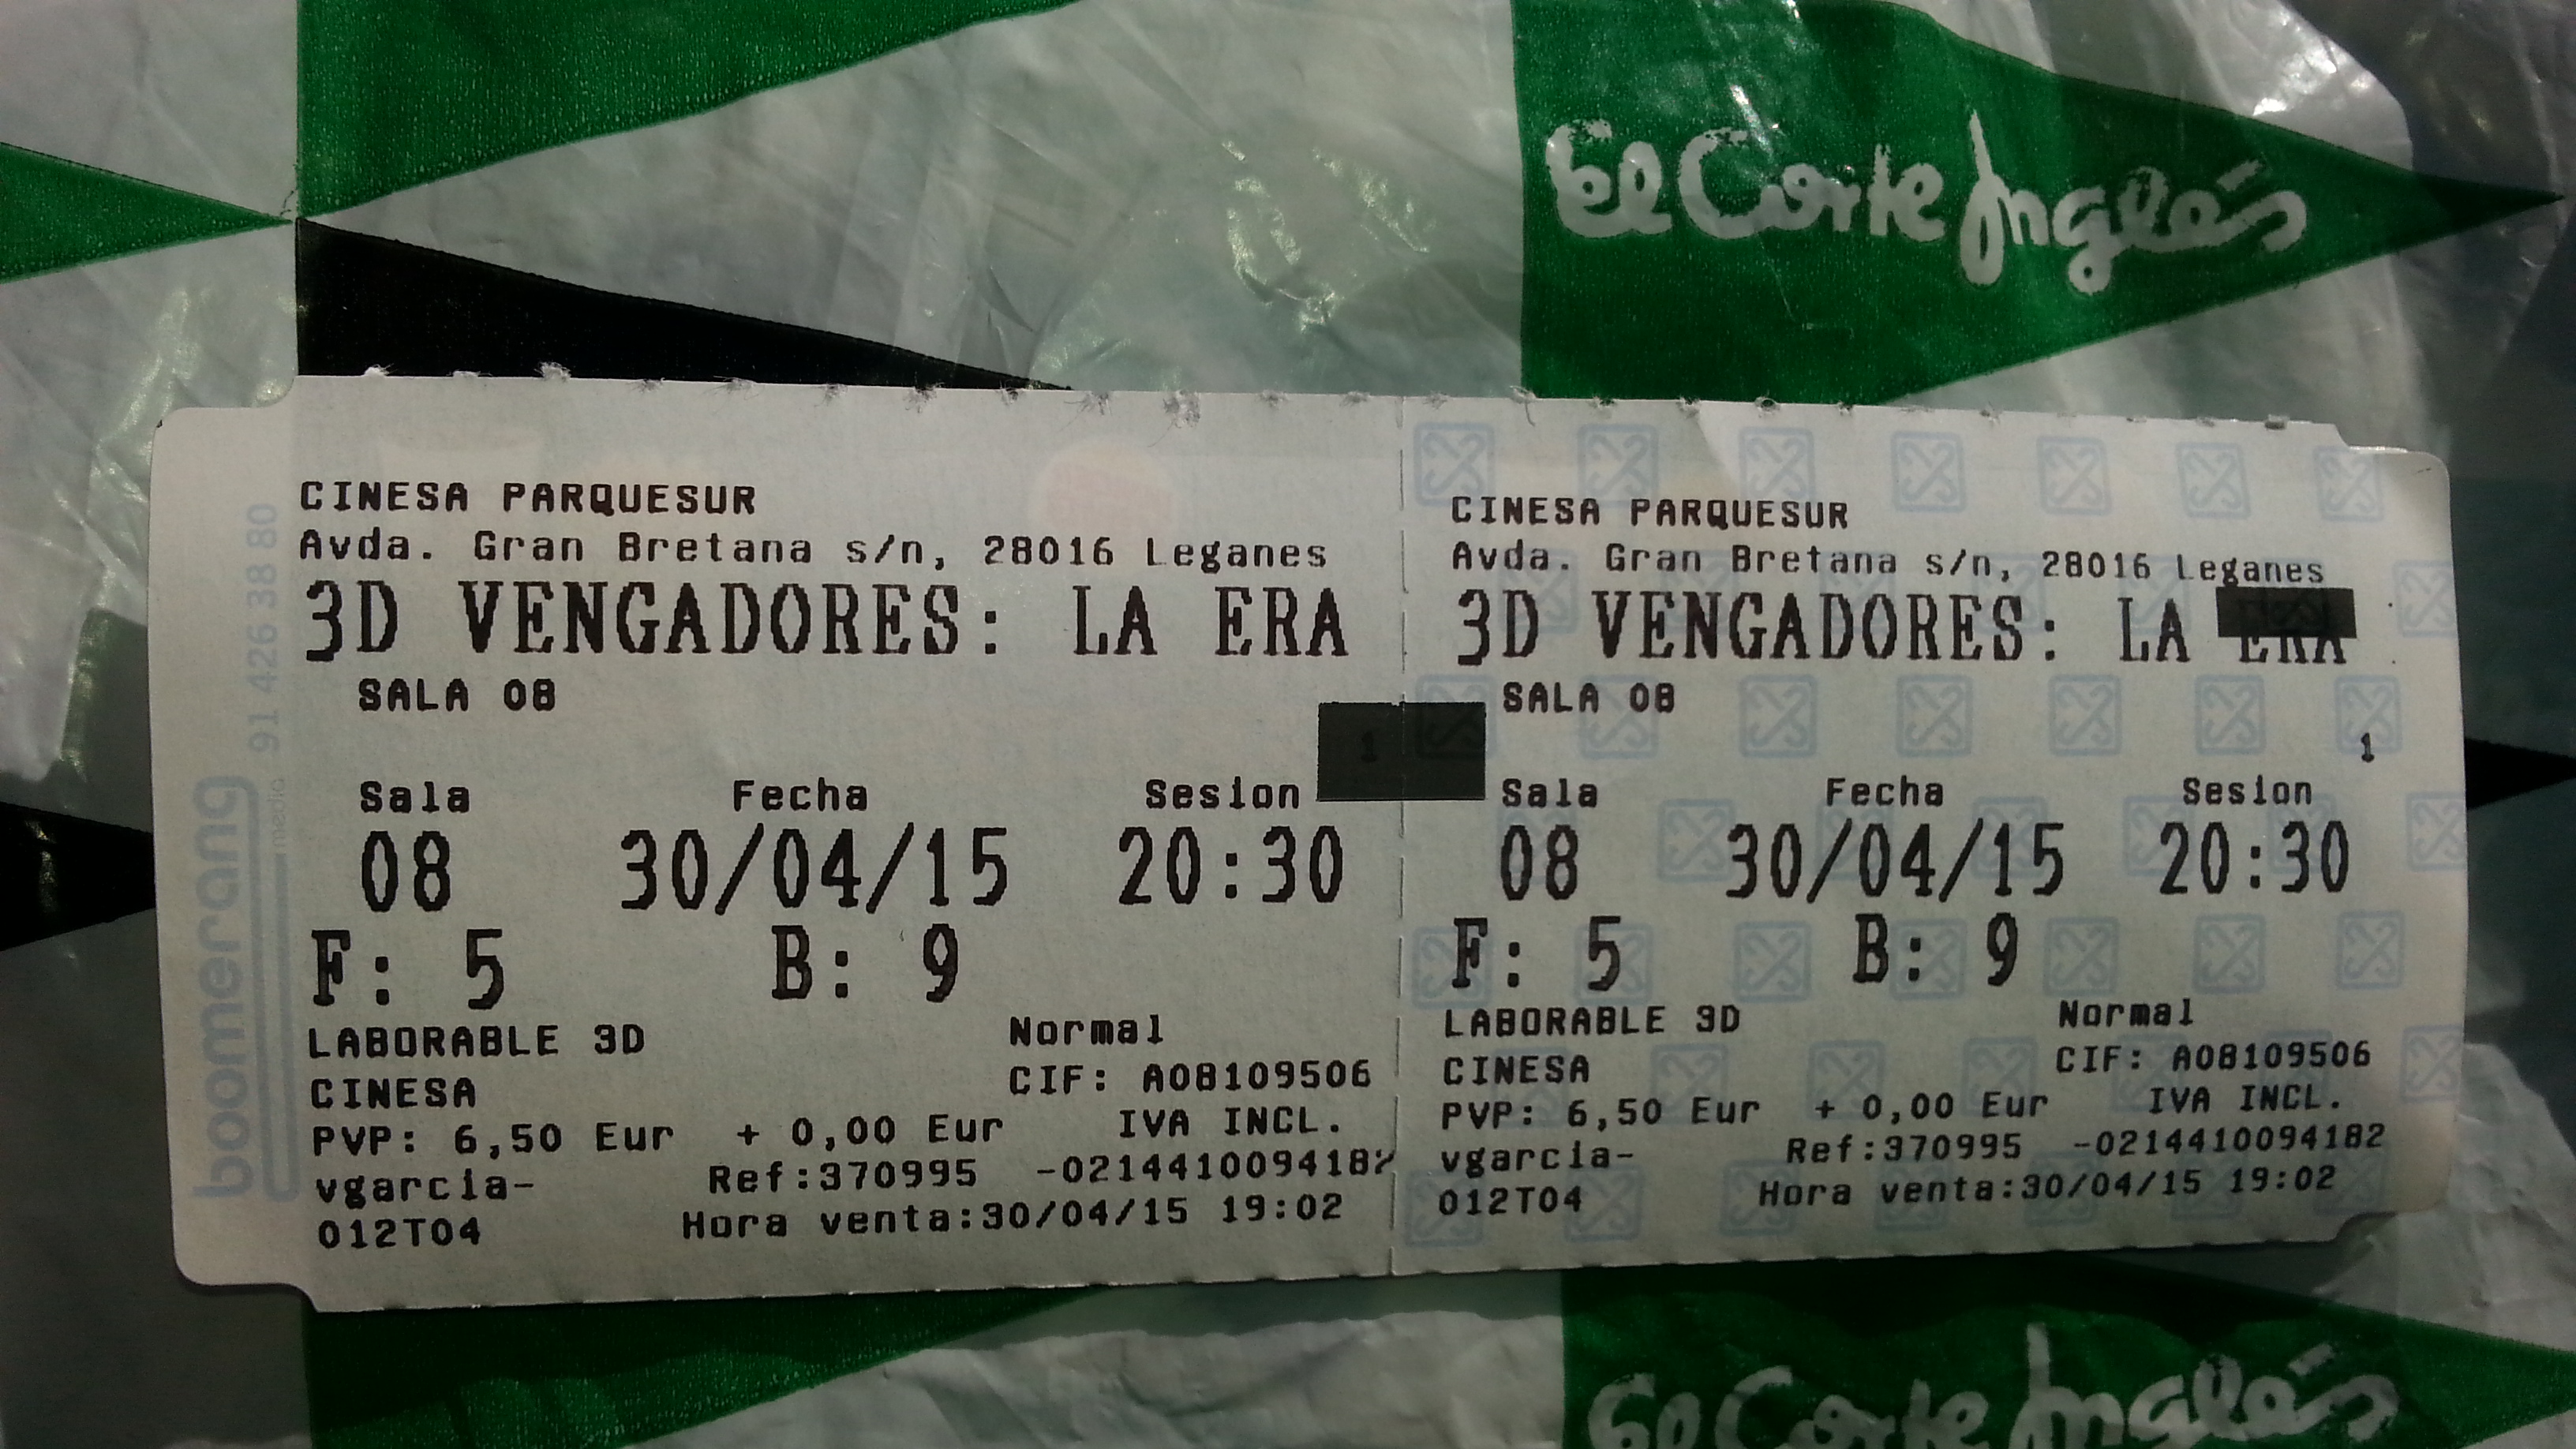 El Corte Inglés
CINESA PARQUESUR
Avda. Gran Bretana s/n, 28016 Leganes
3D VENGADORES: LA ERA
SALA 08
1
Sala Fecha Sesion
08 30/04/15 20:30
F: 5 B: 9
LABORABLE 3D Normal
CINESA CIF: A08109506
PVP: 6,50 Eur + 0,00 Eur IVA INCL.
vgarcia- Ref:370995 -0214410094182
012T04 Hora venta:30/04/15 19:02
boomerang
media
91 426 38 80
CINESA PARQUESUR
Avda. Gran Bretana s/n, 28016 Leganes
3D VENGADORES: LA ERA
SALA 08
1
Sala Fecha Sesion
08 30/04/15 20:30
F: 5 B: 9
LABORABLE 3D Normal
CINESA CIF: A08109506
PVP: 6,50 Eur + 0,00 Eur IVA INCL.
vgarcia- Ref:370995 -0214410094182
012T04 Hora venta:30/04/15 19:02
El Corte Inglés